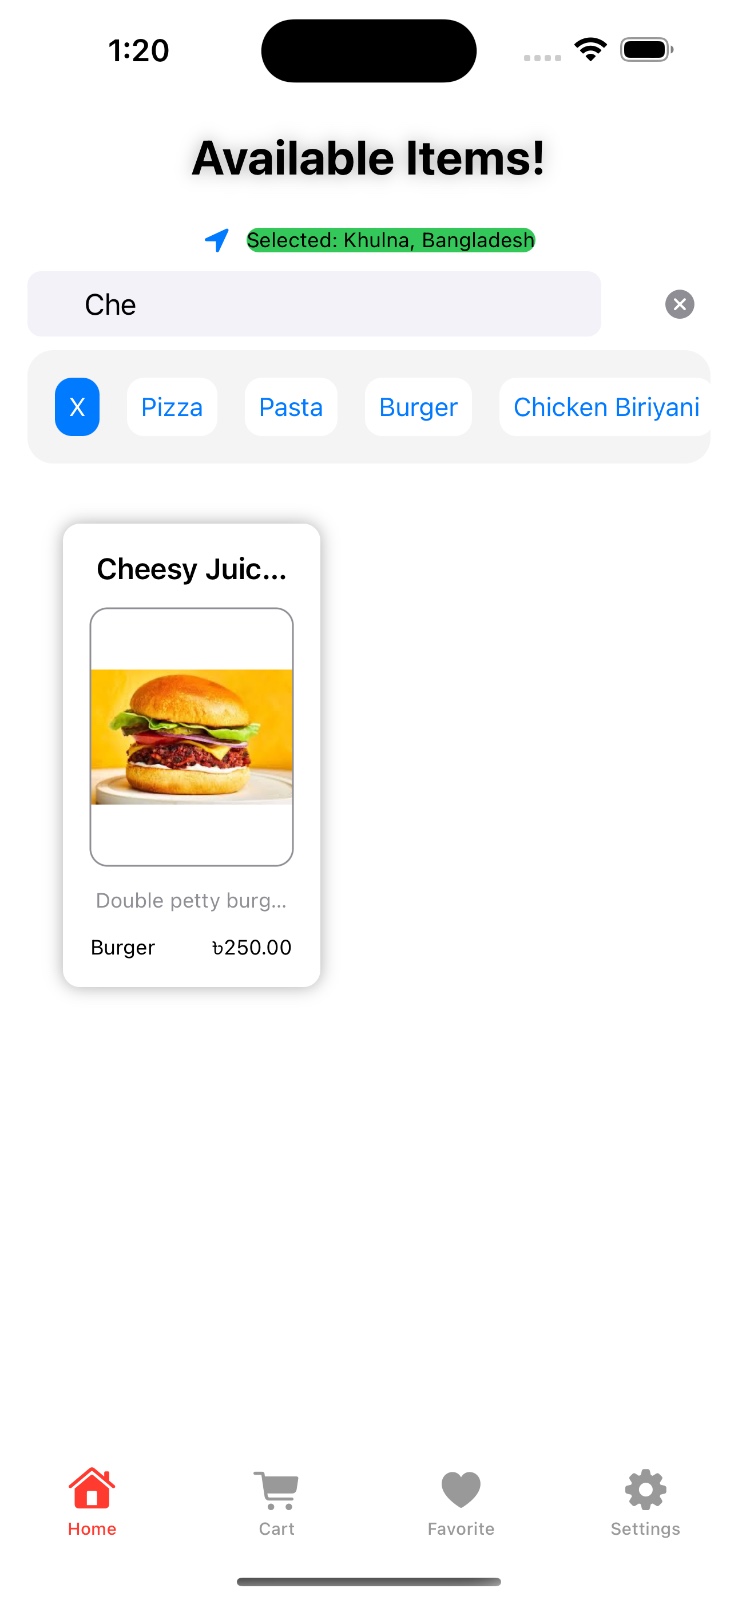 1:20
Available Items!
Selected: Khulna, Bangladesh
Che
X Pizza Pasta Burger Chicken Biriyani
Cheesy Juic...
Double petty burg...
Burger ৳250.00
Home Cart Favorite Settings